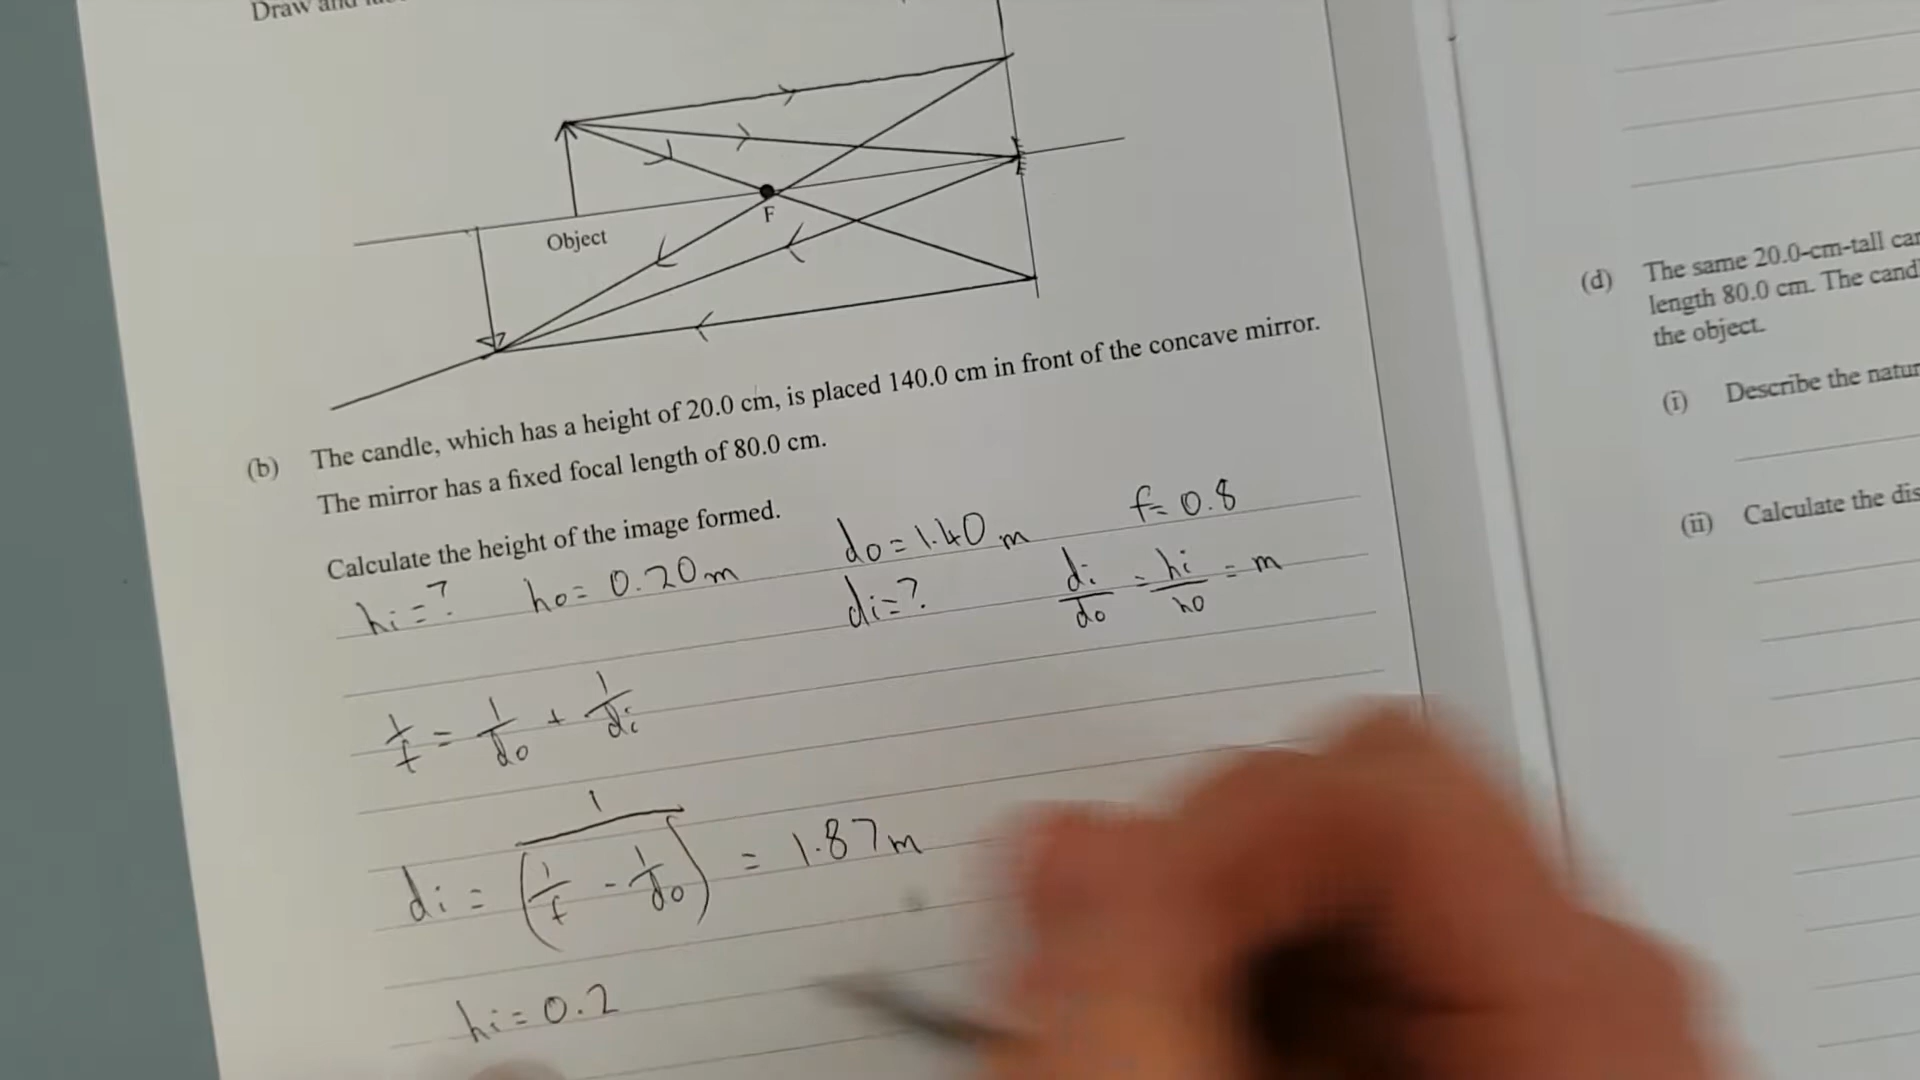 Draw and
Object
F
(b) The candle, which has a height of 20.0 cm, is placed 140.0 cm in front of the concave mirror.
The mirror has a fixed focal length of 80.0 cm.
Calculate the height of the image formed.
hi = ? ho = 0.20 m do = 1.40 m f = 0.8
di = ? di/do = hi/ho = m
1/f = 1/do + 1/di
di = 1/(1/f - 1/do) = 1.87 m
hi = 0.2
(d) The same 20.0-cm-tall
length 80.0 cm. The
the object.
(i) Describe the
(ii) Calculate the